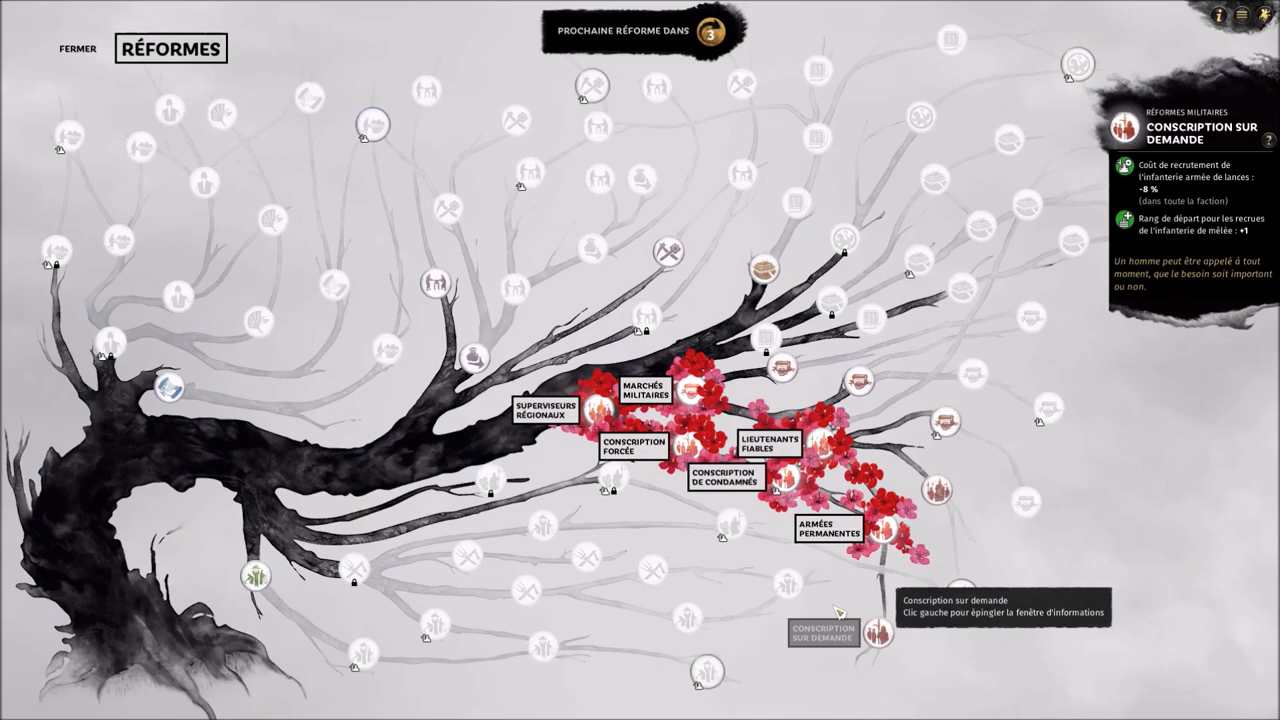 PROCHAINE RÉFORME DANS 3
FERMER
RÉFORMES
RÉFORMES MILITAIRES
CONSCRIPTION SUR
DEMANDE
?
Coût de recrutement de
l'infanterie armée de lances :
-8 %
(dans toute la faction)
Rang de départ pour les recrues
de l'infanterie de mêlée : +1
Un homme peut être appelé à tout
moment, que le besoin soit important
ou non.
MARCHÉS
MILITAIRES
SUPERVISEURS
RÉGIONAUX
CONSCRIPTION
FORCÉE
LIEUTENANTS
FIABLES
CONSCRIPTION
DE CONDAMNÉS
ARMÉES
PERMANENTES
Conscription sur demande
Clic gauche pour épingler la fenêtre d'informations
CONSCRIPTION
SUR DEMANDE